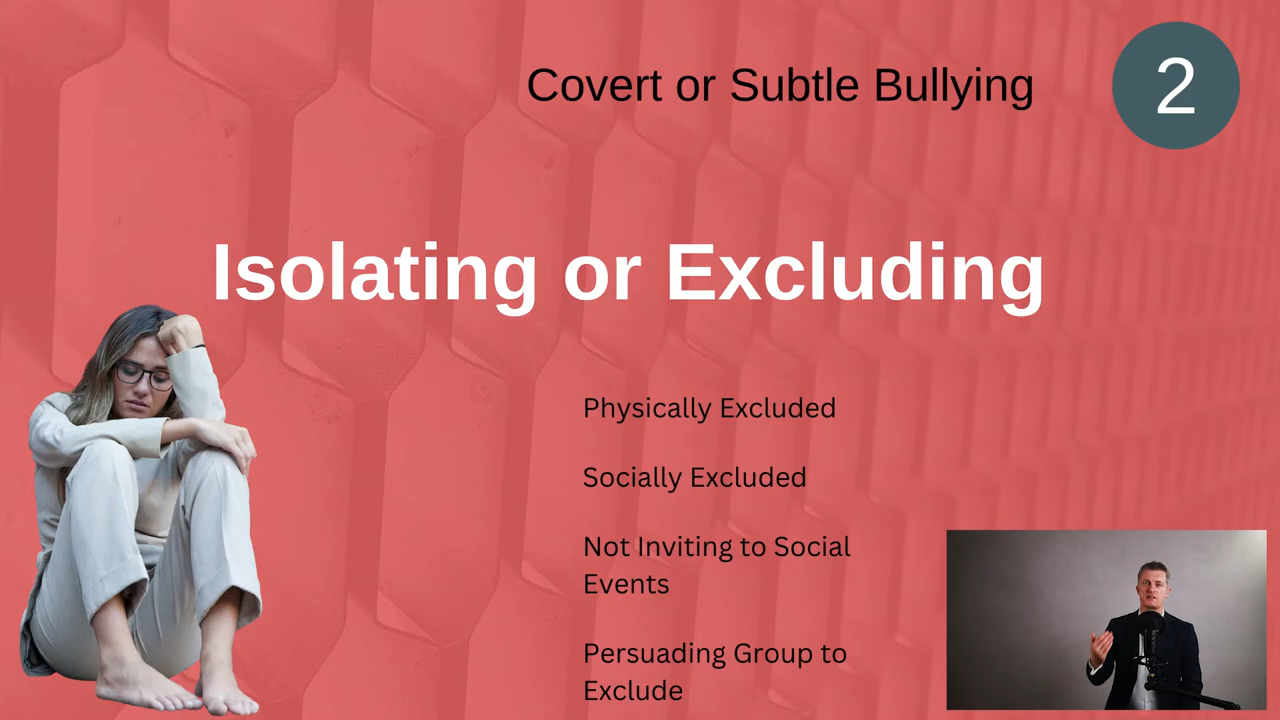 Covert or Subtle Bullying
2
Isolating or Excluding
Physically Excluded
Socially Excluded
Not Inviting to Social
Events
Persuading Group to
Exclude